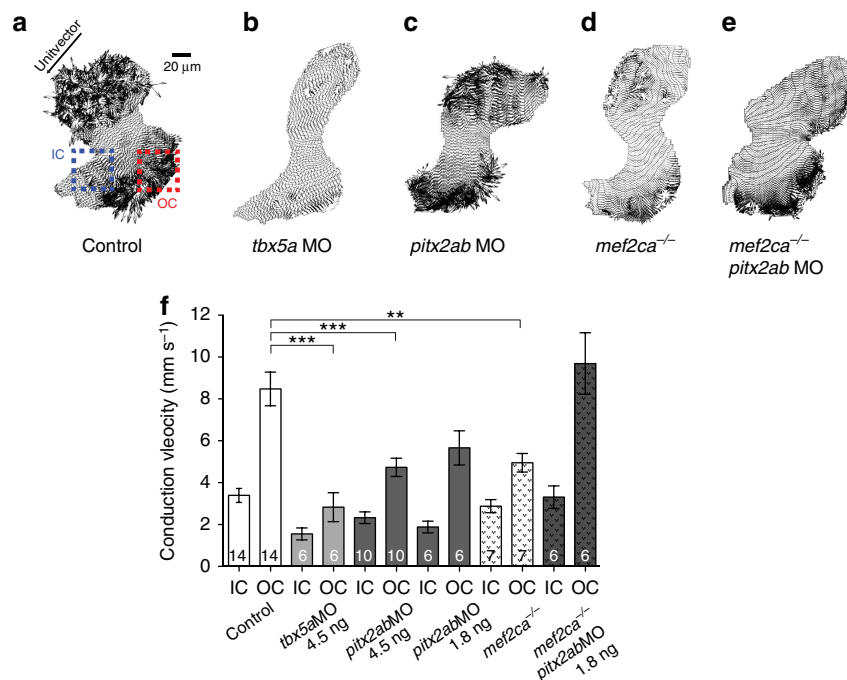 a
b
c
d
e
Unitvector
20 μm
IC
OC
Control
tbx5a MO
pitx2ab MO
mef2ca−/−
mef2ca−/−
pitx2ab MO
f
Conduction vleocity (mm s−1)
12
10
8
6
4
2
0
**
***
***
14
14
6
6
10
10
6
6
7
7
6
6
IC OC IC OC IC OC IC OC IC OC IC OC
Control
tbx5aMO
4.5 ng
pitx2abMO
4.5 ng
pitx2abMO
1.8 ng
mef2ca−/−
mef2ca−/−
pitx2abMO
1.8 ng